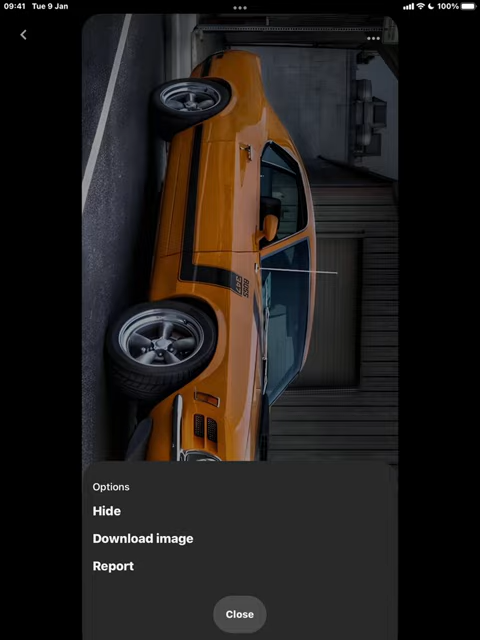 09:41 Tue 9 Jan 100%
Options
Hide
Download image
Report
Close